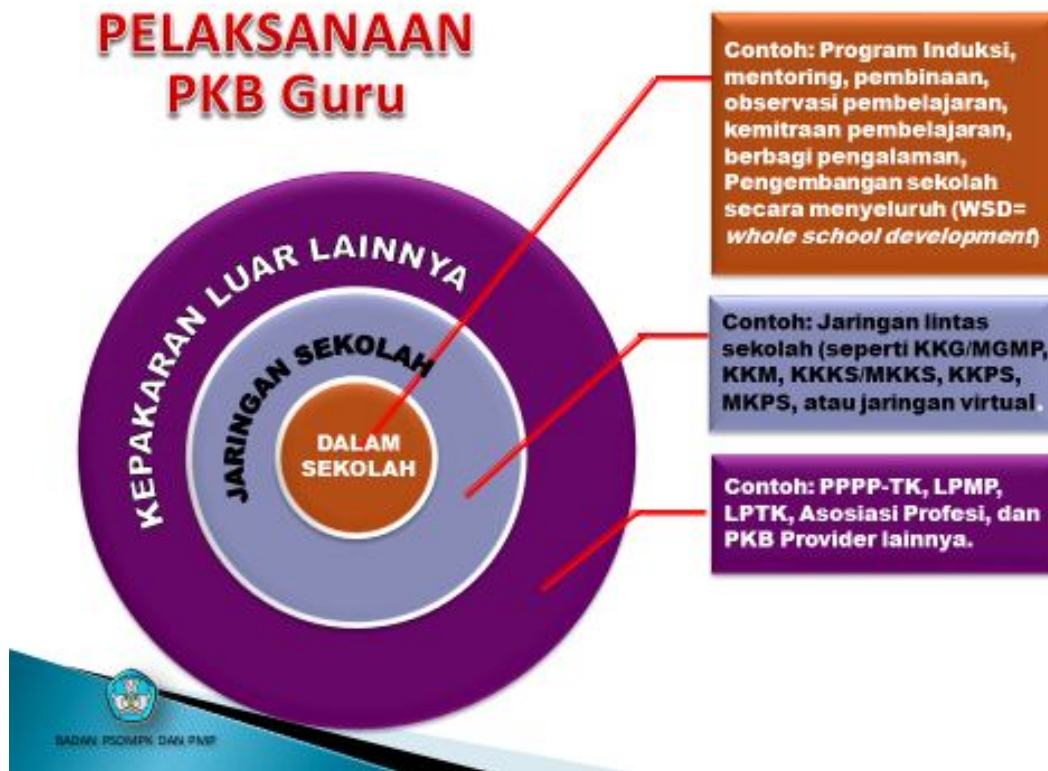 PELAKSANAAN
PKB Guru
Contoh: Program Induksi,
mentoring, pembinaan,
observasi pembelajaran,
kemitraan pembelajaran,
berbagi pengalaman,
Pengembangan sekolah
secara menyeluruh (WSD=
whole school development)
KEPAKARAN LUAR LAINNYA
JARINGAN SEKOLAH
DALAM
SEKOLAH
Contoh: Jaringan lintas
sekolah (seperti KKG/MGMP,
KKM, KKKS/MKKS, KKPS,
MKPS, atau jaringan virtual.
Contoh: PPPP-TK, LPMP,
LPTK, Asosiasi Profesi, dan
PKB Provider lainnya.
BADAN PSDMPK DAN PMP